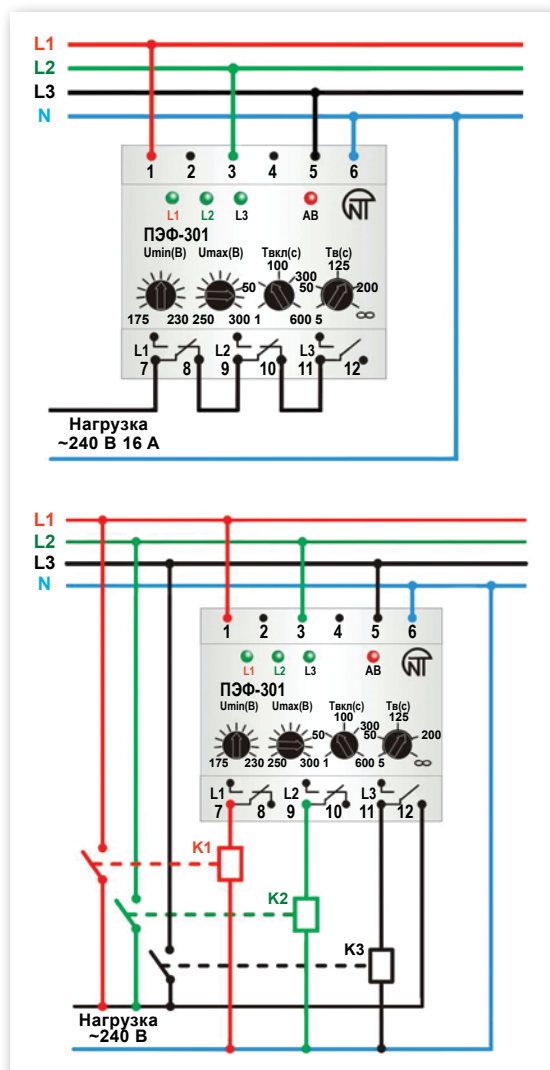 L1
L2
L3
N
1 2 3 4 5 6
L1 L2 L3 AB
NT
ПЭФ-301
Umin(В) Umax(В) Твкл(с) Тв(с)
100 125
50 300 50 200
175 230 250 300 1 600 5 ∞
L1 L2 L3
7 8 9 10 11 12
Нагрузка
~240 В 16 А
L1
L2
L3
N
1 2 3 4 5 6
L1 L2 L3 AB
NT
ПЭФ-301
Umin(В) Umax(В) Твкл(с) Тв(с)
100 125
50 300 50 200
175 230 250 300 1 600 5 ∞
L1 L2 L3
7 8 9 10 11 12
K1
K2
K3
Нагрузка
~240 В